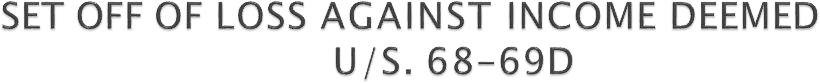 SET OFF OF LOSS AGAINST INCOME DEEMED
U/S. 68-69D